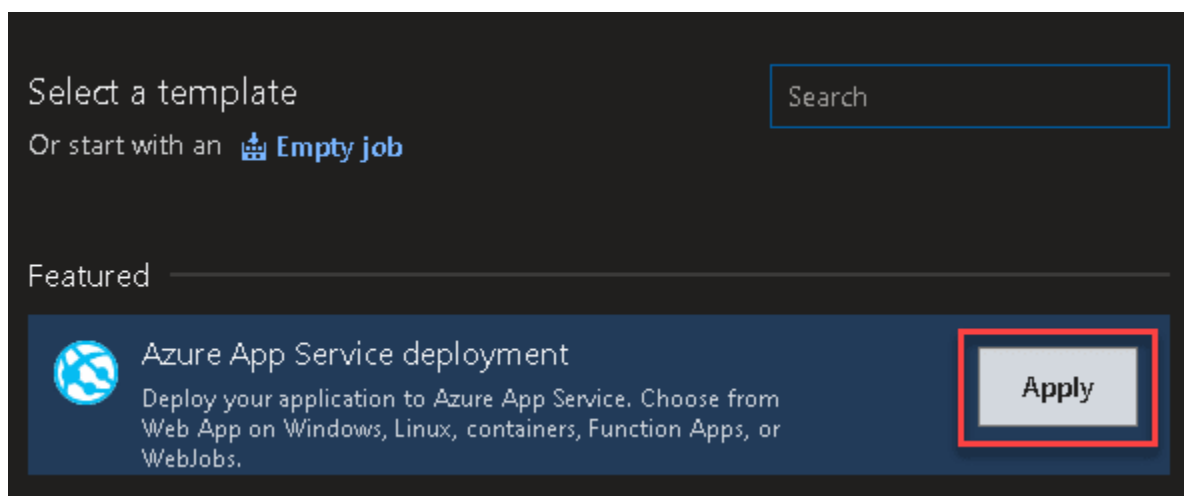 Select a template
Search
Or start with an Empty job
Featured
Azure App Service deployment
Deploy your application to Azure App Service. Choose from
Web App on Windows, Linux, containers, Function Apps, or
WebJobs.
Apply